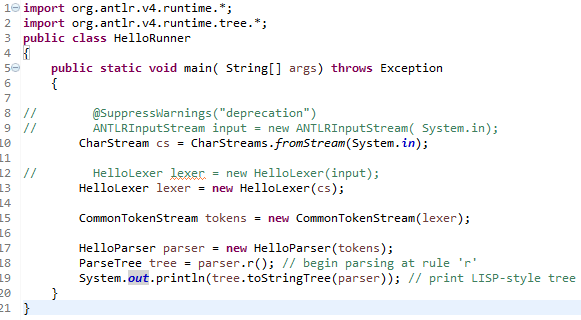 1 import org.antlr.v4.runtime.*;
2 import org.antlr.v4.runtime.tree.*;
3 public class HelloRunner
4 {
5     public static void main( String[] args) throws Exception
6     {
7
8 //        @SuppressWarnings("deprecation")
9 //        ANTLRInputStream input = new ANTLRInputStream( System.in);
10        CharStream cs = CharStreams.fromStream(System.in);
11
12 //        HelloLexer lexer = new HelloLexer(input);
13        HelloLexer lexer = new HelloLexer(cs);
14
15        CommonTokenStream tokens = new CommonTokenStream(lexer);
16
17        HelloParser parser = new HelloParser(tokens);
18        ParseTree tree = parser.r(); // begin parsing at rule 'r'
19        System.out.println(tree.toStringTree(parser)); // print LISP-style tree
20    }
21 }